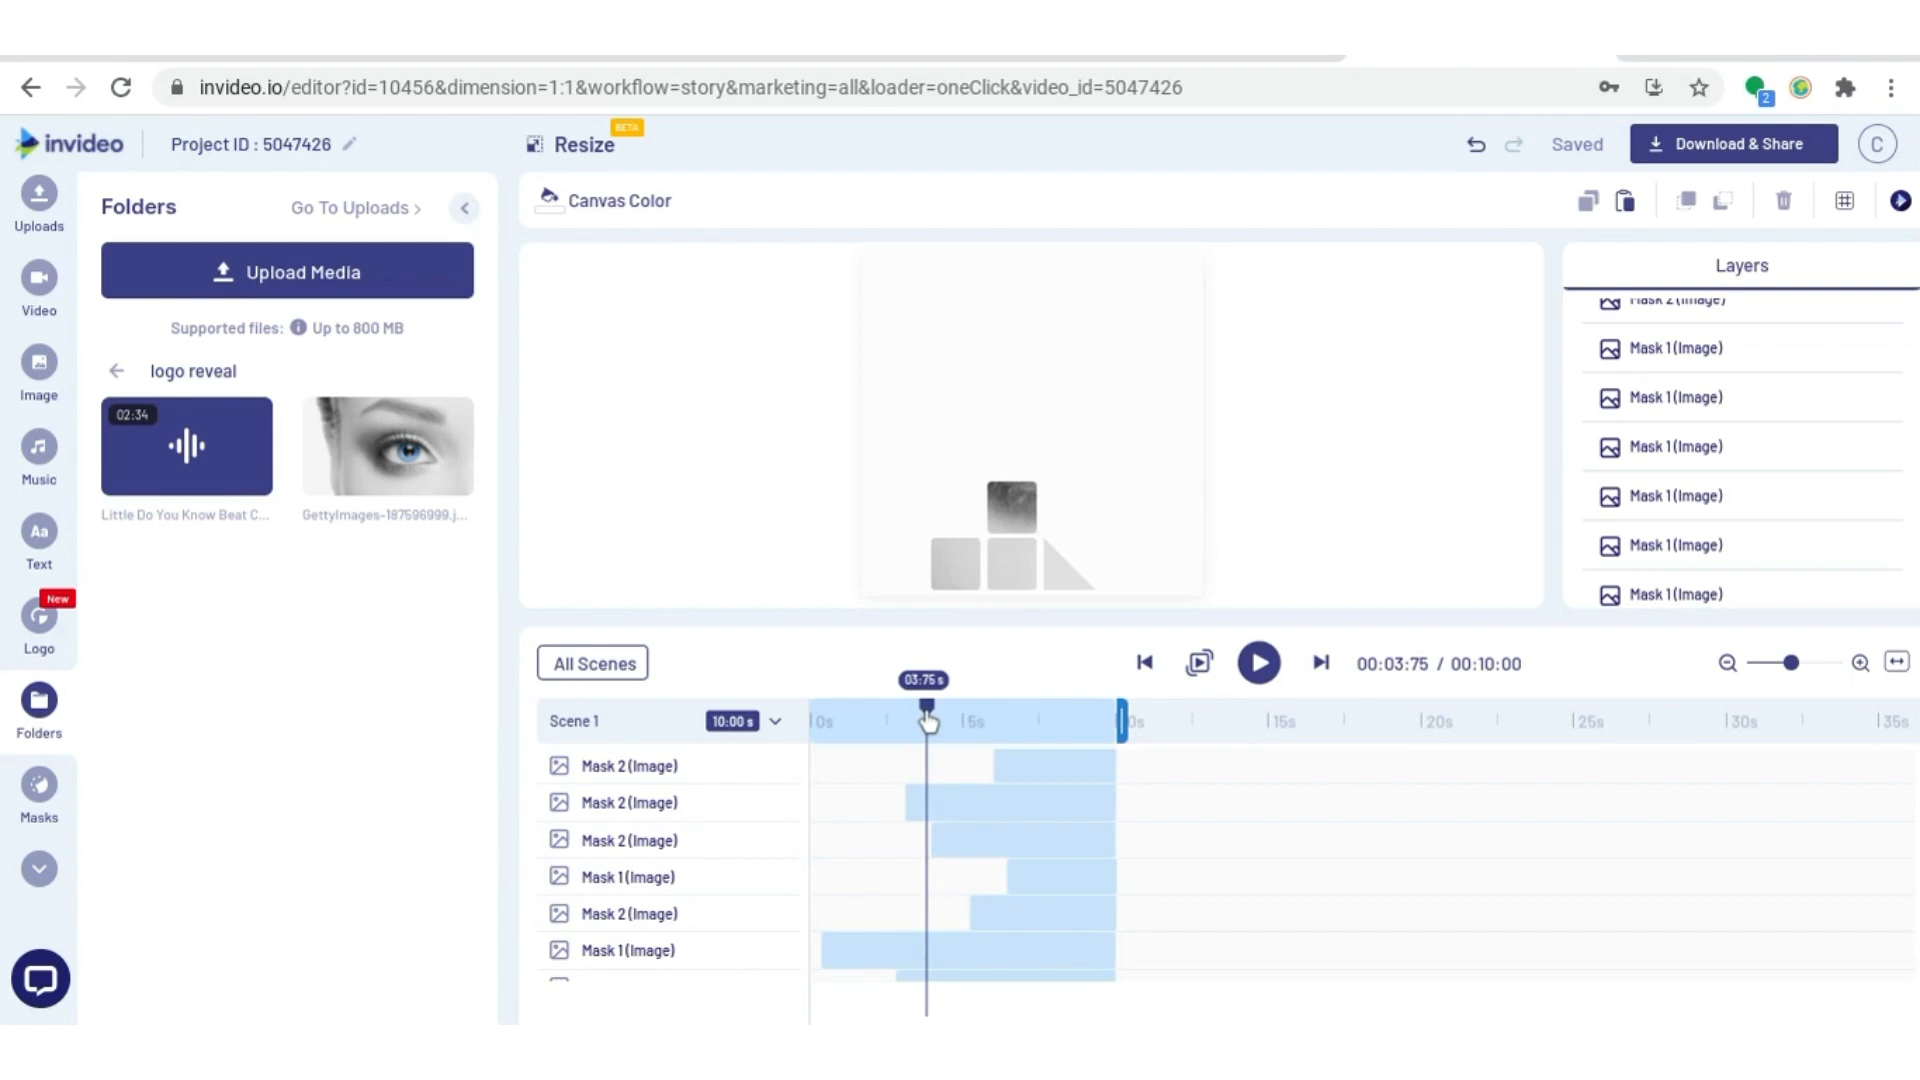 invideo.io/editor?id=10456&dimension=1:1&workflow=story&marketing=all&loader=oneClick&video_id=5047426
2
invideo
Project ID : 5047426
Resize
BETA
Saved
Download & Share
C
Uploads
Video
Image
Music
Aa
Text
New
Logo
Folders
Masks
Folders
Go To Uploads >
Upload Media
Supported files: i Up to 800 MB
logo reveal
02:34
Little Do You Know Beat C...
GettyImages-187596999.j...
Canvas Color
Layers
Mask 2(Image)
Mask 1(Image)
Mask 1(Image)
Mask 1(Image)
Mask 1(Image)
Mask 1(Image)
Mask 1(Image)
All Scenes
00:03:75 / 00:10:00
03:75 s
Scene 1
10:00 s
0s
5s
0s
15s
20s
25s
30s
35s
Mask 2(Image)
Mask 2(Image)
Mask 2(Image)
Mask 1(Image)
Mask 2(Image)
Mask 1(Image)